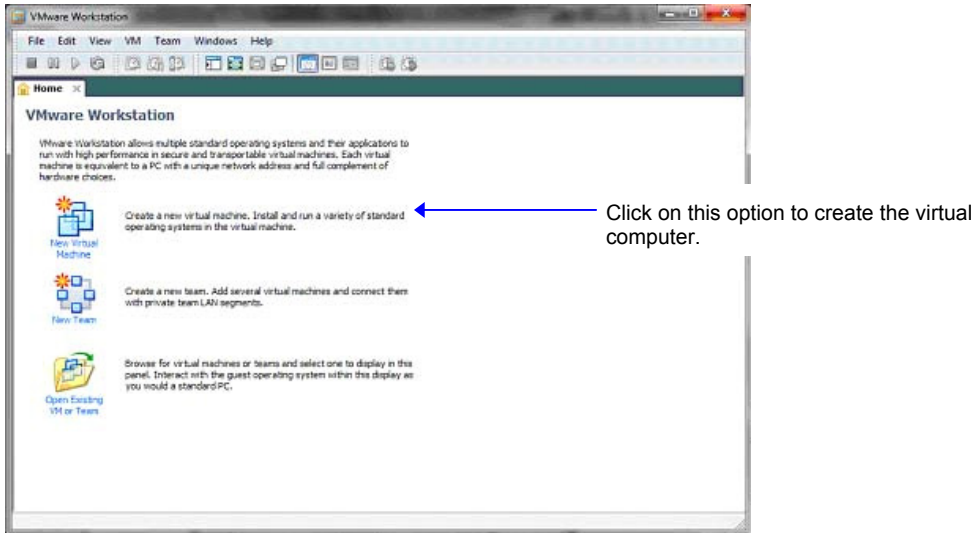 VMware Workstation
File Edit View VM Team Windows Help
Home
VMware Workstation
VMware Workstation allows multiple standard operating systems and their applications to
run with high performance in secure and transportable virtual machines. Each virtual
machine is equivalent to a PC with a unique network address and full complement of
hardware choices.
New Virtual
Machine
Create a new virtual machine. Install and run a variety of standard
operating systems in the virtual machine.
New Team
Create a new team. Add several virtual machines and connect them
with private team LAN segments.
Open Existing
VM or Team
Browse for virtual machines or teams and select one to display in this
panel. Interact with the guest operating system within this display as
you would a standard PC.
Click on this option to create the virtual
computer.